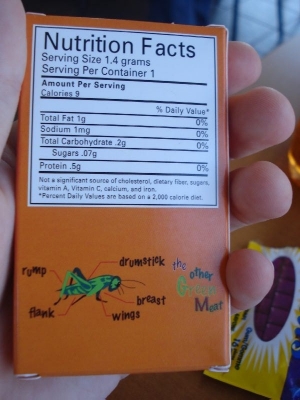 Nutrition Facts
Serving Size 1.4 grams
Serving Per Container 1
Amount Per Serving
Calories 9
% Daily Value*
Total Fat 1g 0%
Sodium 1mg 0%
Total Carbohydrate .2g 0%
Sugars .07g
Protein .5g 0%
Not a significant source of cholesterol, dietary fiber, sugars,
vitamin A, Vitamin C, calcium, and iron.
*Percent Daily Values are based on a 2,000 calorie diet.
rump
drumstick
flank
breast
wings
the
other
Green
Meat